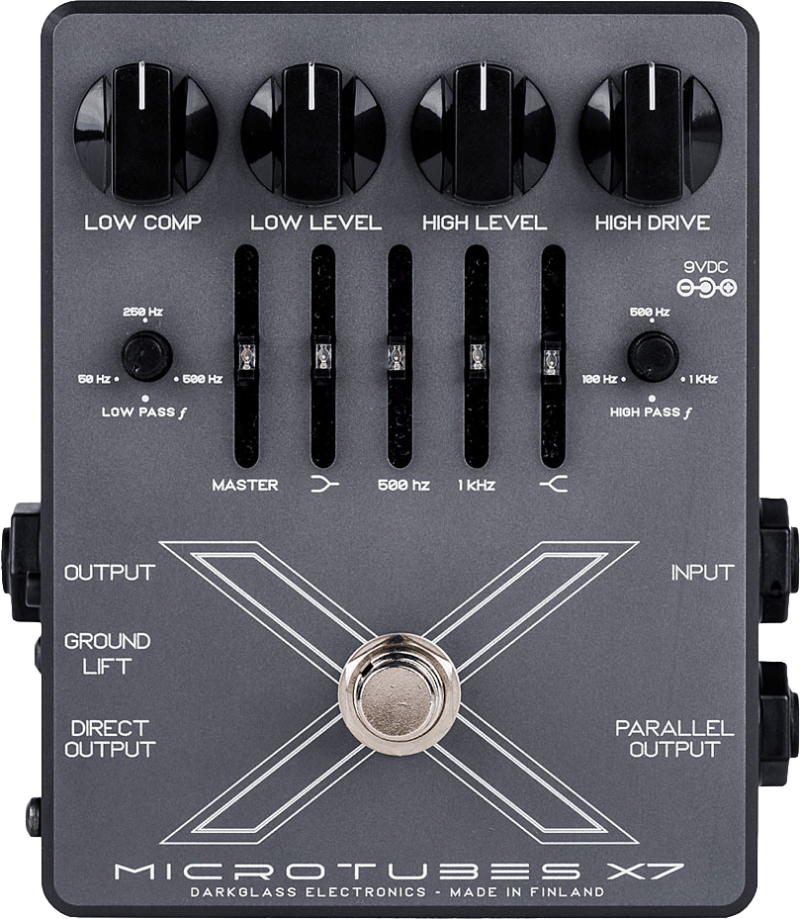 LOW COMP
LOW LEVEL
HIGH LEVEL
HIGH DRIVE
9VDC
250 Hz
50 Hz
500 Hz
LOW PASS ƒ
500 Hz
100 Hz
1 KHz
HIGH PASS ƒ
MASTER
500 hz
1 kHz
OUTPUT
INPUT
GROUND
LIFT
DIRECT
OUTPUT
PARALLEL
OUTPUT
X
MICROTUBES X7
DARKGLASS ELECTRONICS - MADE IN FINLAND